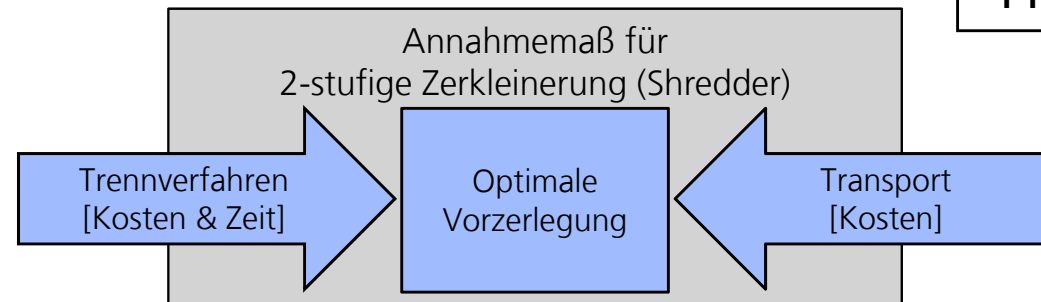 Annahmemaß für
2-stufige Zerkleinerung (Shredder)
Trennverfahren
[Kosten & Zeit]
Optimale
Vorzerlegung
Transport
[Kosten]